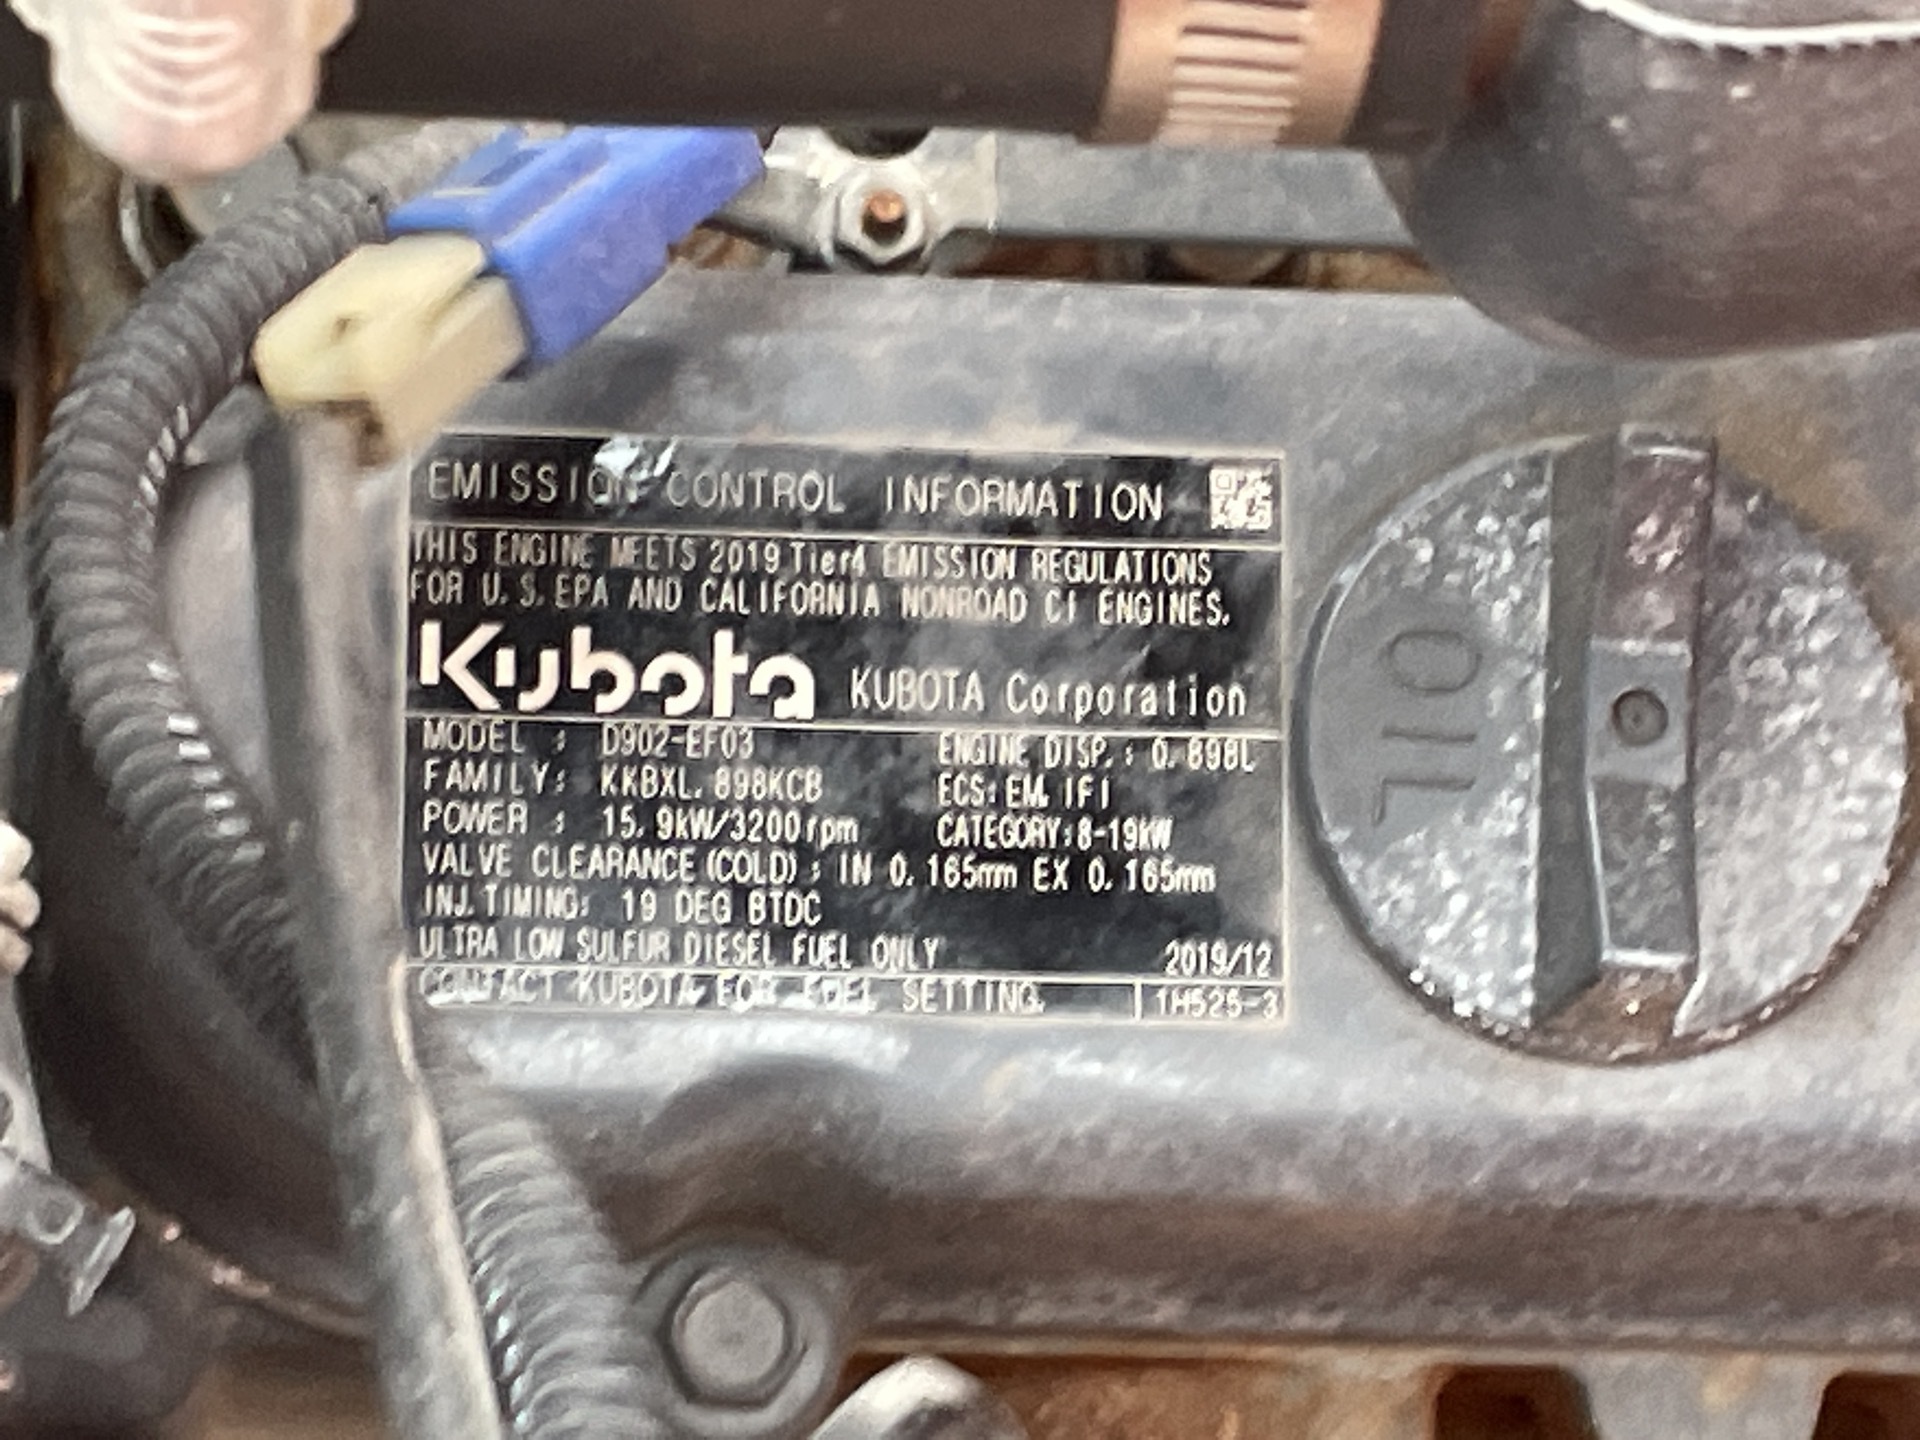 EMISSION CONTROL INFORMATION
THIS ENGINE MEETS 2019 Tier4 EMISSION REGULATIONS
FOR U.S.EPA AND CALIFORNIA NONROAD CI ENGINES.
Kubota KUBOTA Corporation
MODEL : D902-EF03 ENGINE DISP.: 0.898L
FAMILY: KKBXL.898KCB ECS:EM, IFI
POWER : 15.9kW/3200rpm CATEGORY:8-19kW
VALVE CLEARANCE(COLD): IN 0.165mm EX 0.165mm
INJ.TIMING: 19 DEG BTDC
ULTRA LOW SULFUR DIESEL FUEL ONLY 2019/12
CONTACT KUBOTA FOR FUEL SETTING. 1H525-3
OIL